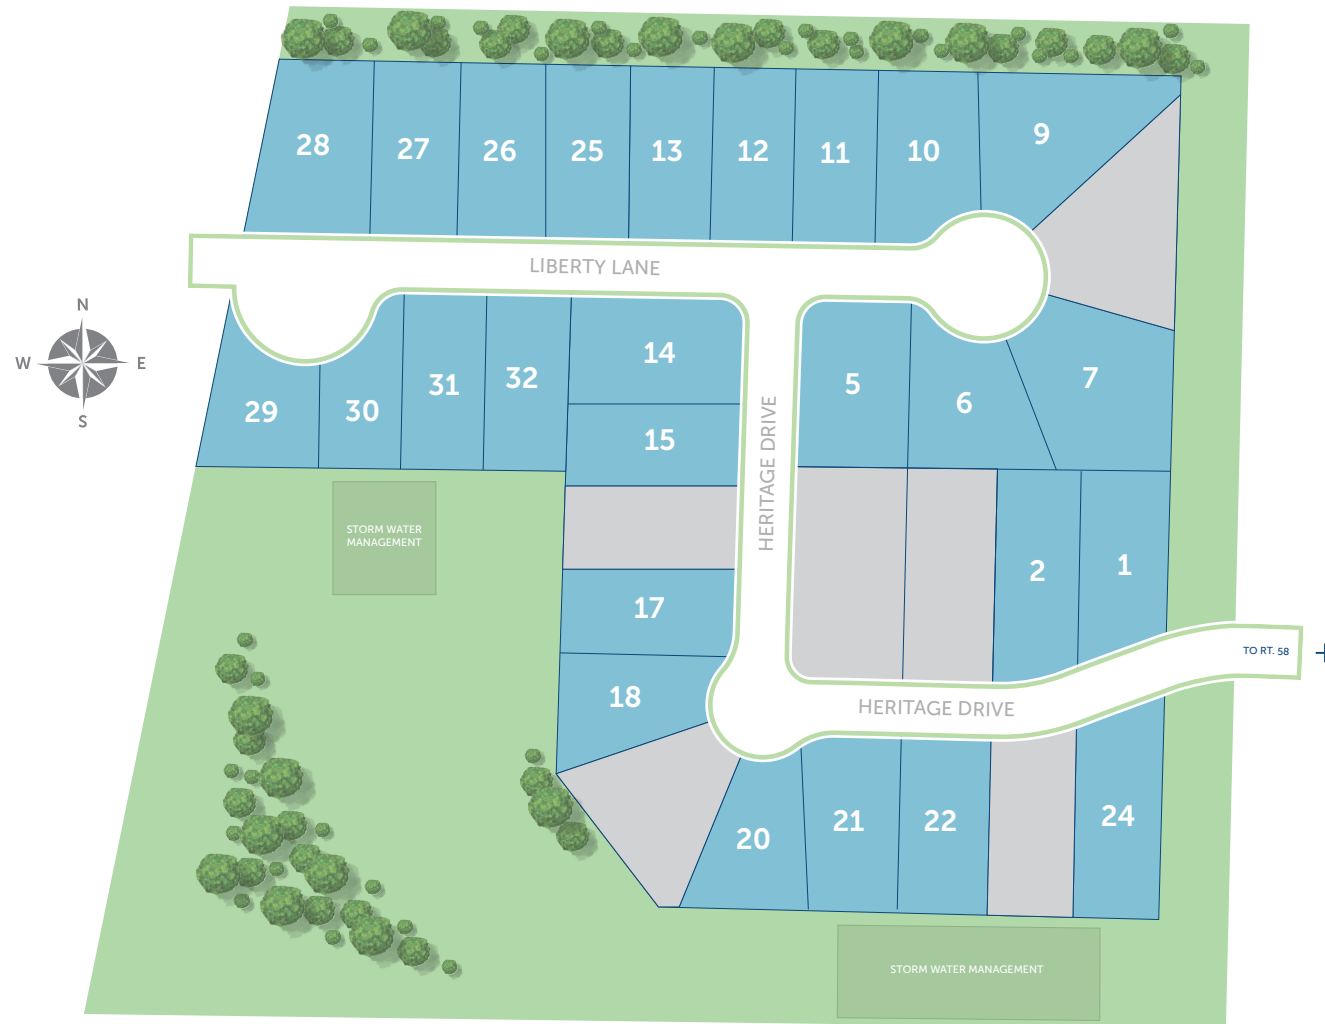 28
27
26
25
13
12
11
10
9
LIBERTY LANE
N
W
E
S
29
30
31
32
14
15
HERITAGE DRIVE
5
6
7
STORM WATER
MANAGEMENT
17
18
2
1
TO RT. 58
HERITAGE DRIVE
20
21
22
24
STORM WATER MANAGEMENT